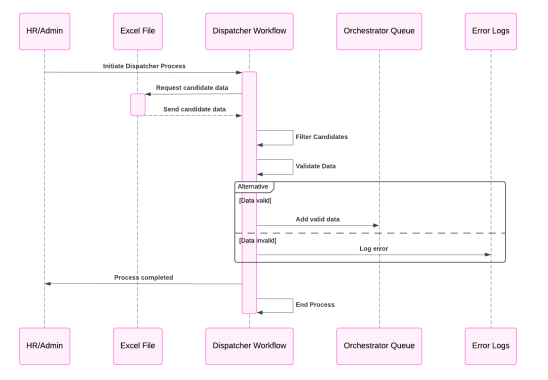 HR/Admin
Excel File
Dispatcher Workflow
Orchestrator Queue
Error Logs
Initiate Dispatcher Process
Request candidate data
Send candidate data
Filter Candidates
Validate Data
Alternative
[Data valid]
Add valid data
[Data invalid]
Log error
Process completed
End Process
HR/Admin
Excel File
Dispatcher Workflow
Orchestrator Queue
Error Logs